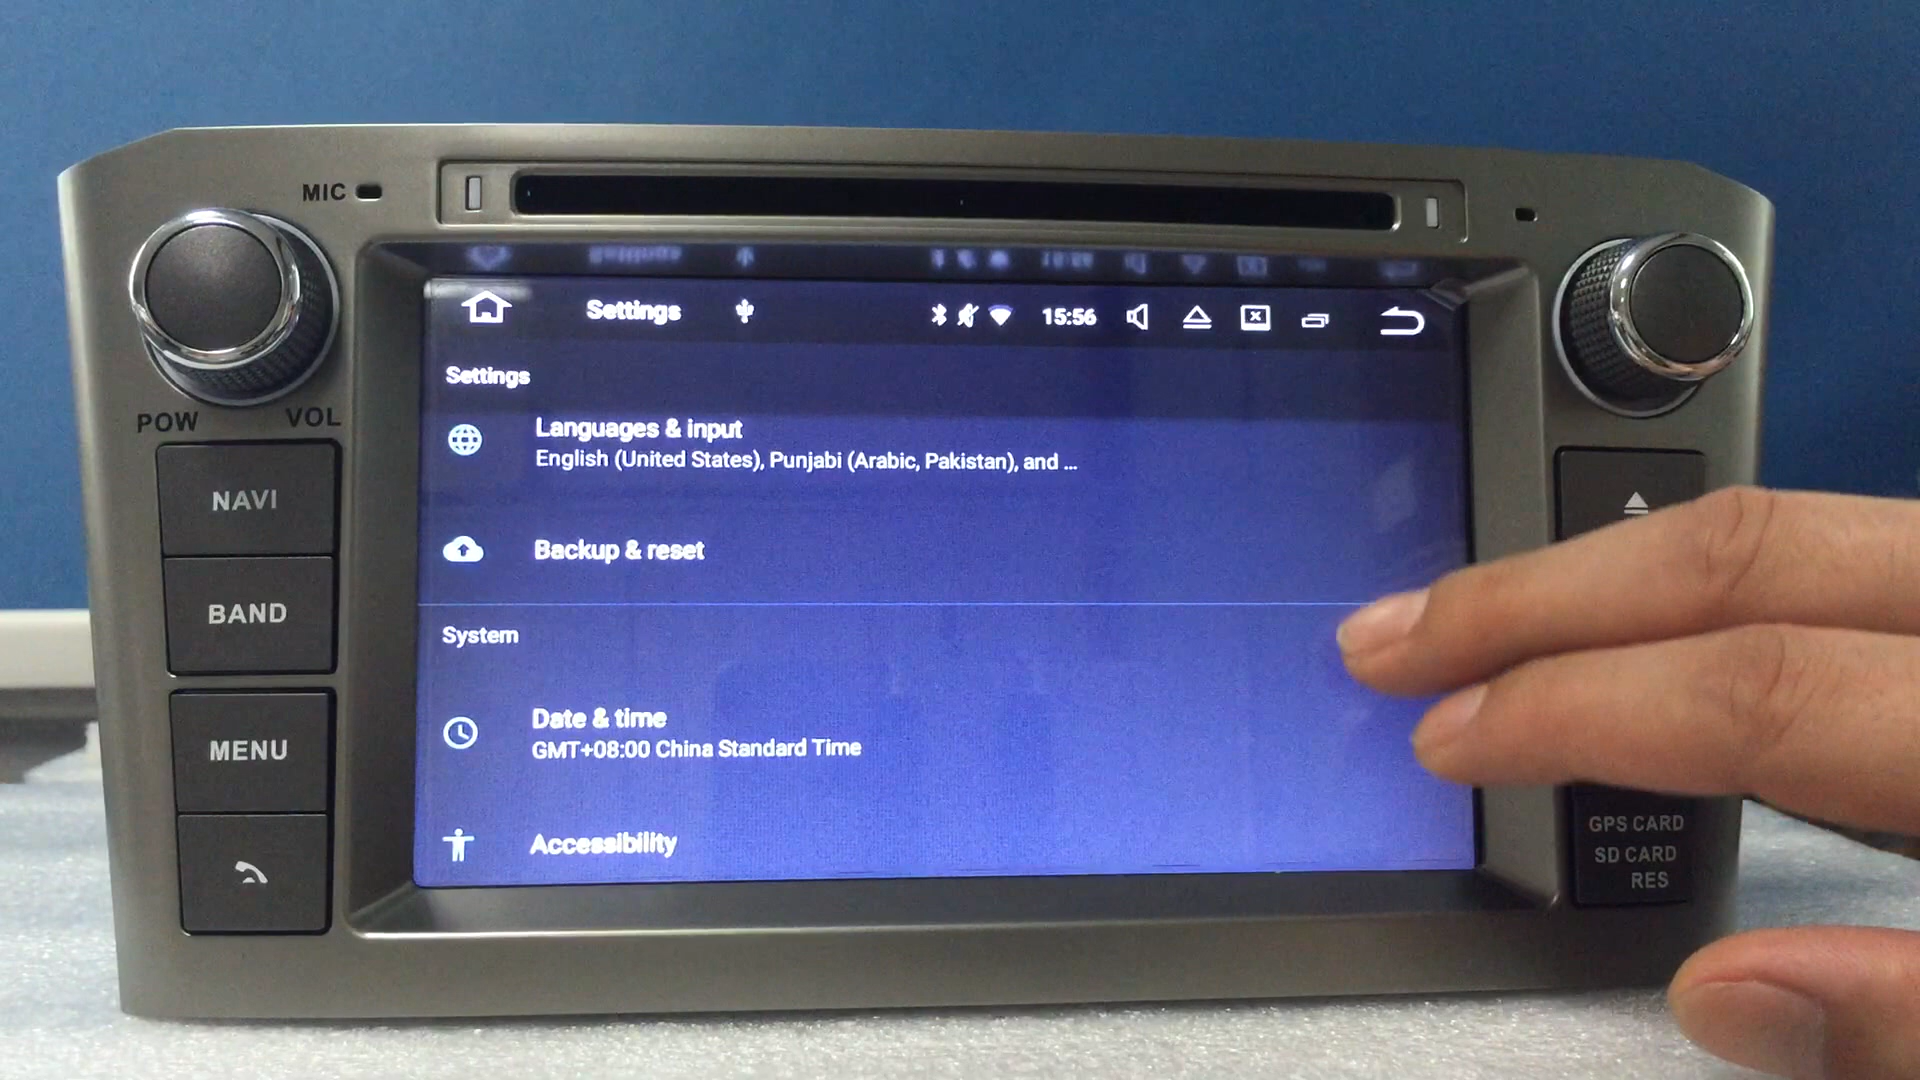 MIC
POW VOL
NAVI
BAND
MENU
Settings
15:56
Settings
Languages & input
English (United States), Punjabi (Arabic, Pakistan), and ...
Backup & reset
System
Date & time
GMT+08:00 China Standard Time
Accessibility
GPS CARD
SD CARD
RES